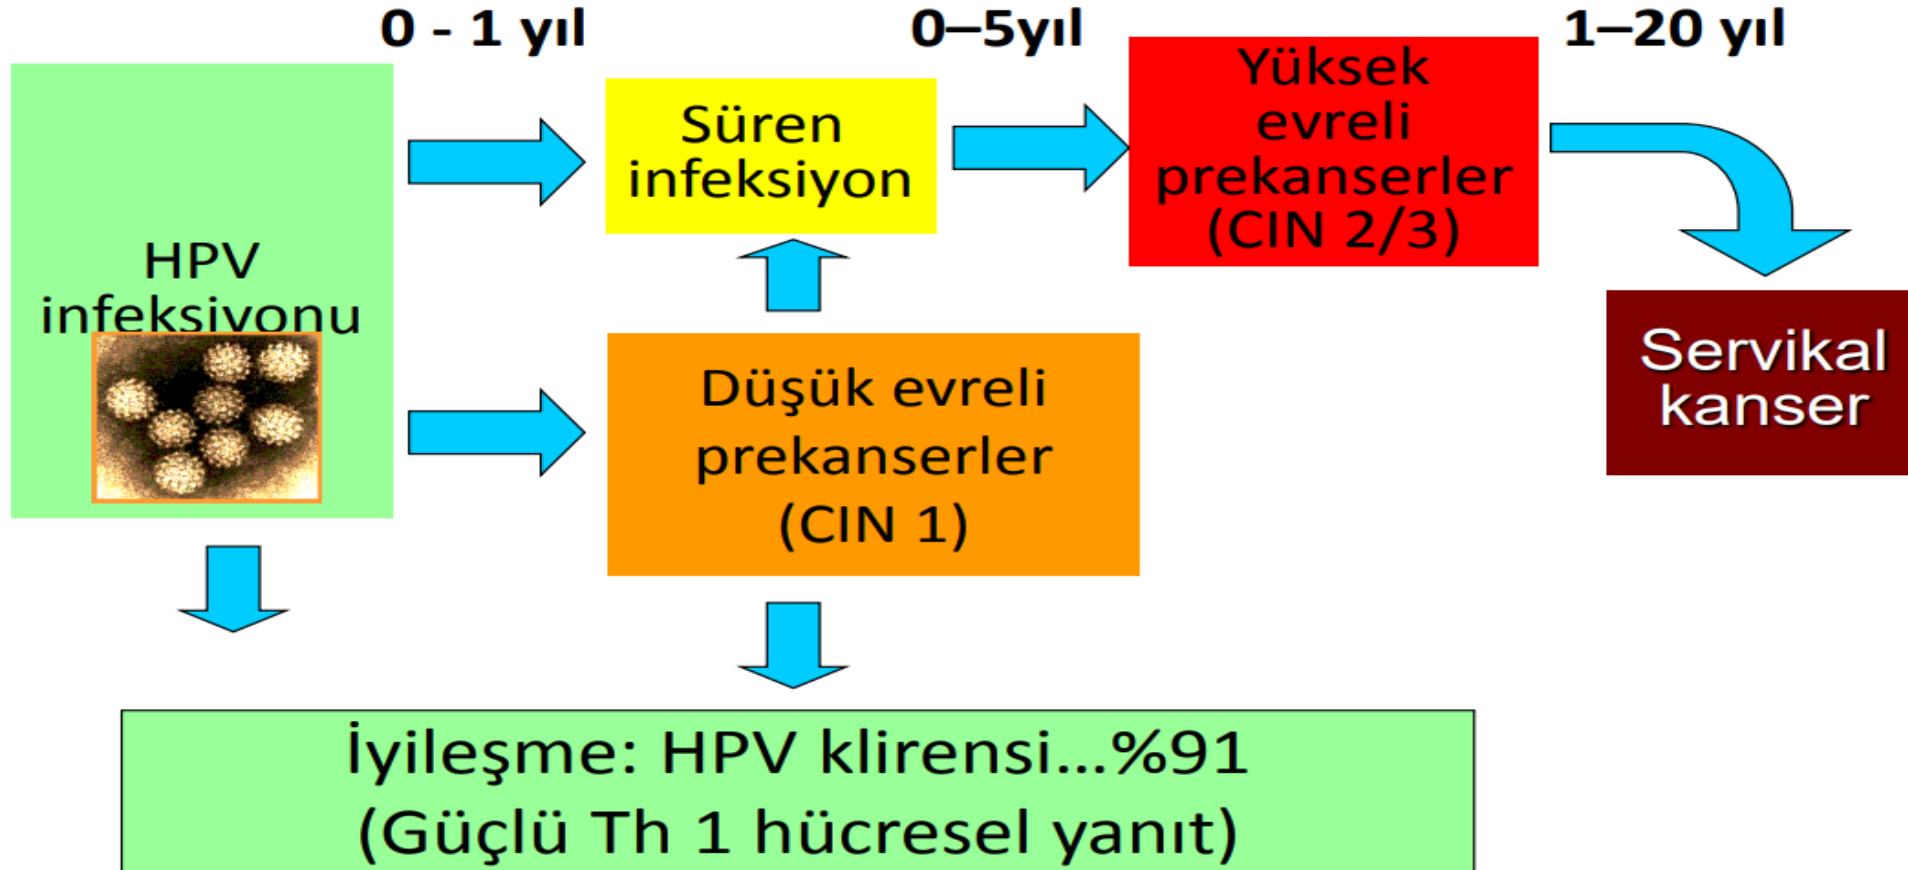 0 - 1 yıl
0–5yıl
1–20 yıl
HPV
infeksiyonu
Süren
infeksiyon
Yüksek
evreli
prekanserler
(CIN 2/3)
Düşük evreli
prekanserler
(CIN 1)
Servikal
kanser
İyileşme: HPV klirensi...%91
(Güçlü Th 1 hücresel yanıt)